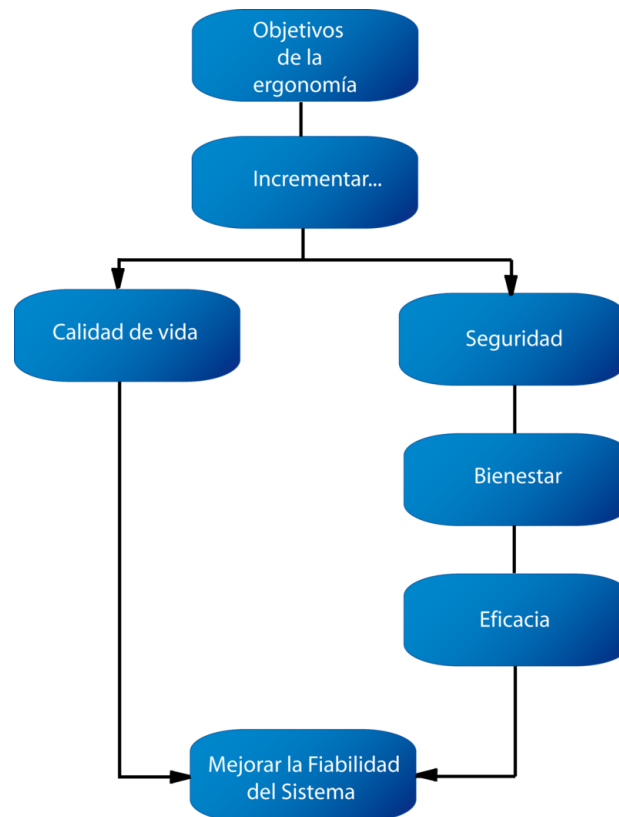 Objetivos
de la
ergonomía
Incrementar...
Calidad de vida
Seguridad
Bienestar
Eficacia
Mejorar la Fiabilidad
del Sistema